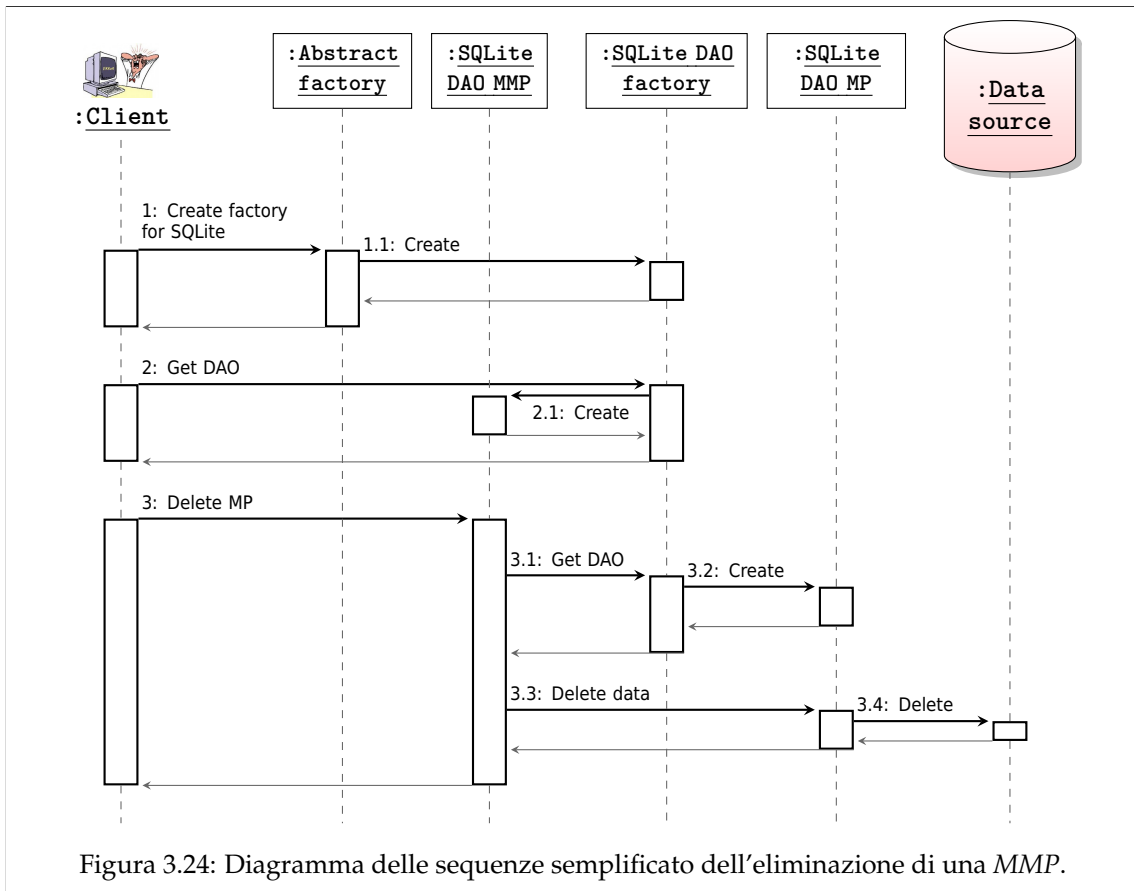 :Client
:Abstract
factory
:SQLite
DAO MMP
:SQLite DAO
factory
:SQLite
DAO MP
:Data
source
1: Create factory
for SQLite
1.1: Create
2: Get DAO
2.1: Create
3: Delete MP
3.1: Get DAO
3.2: Create
3.3: Delete data
3.4: Delete
Figura 3.24: Diagramma delle sequenze semplificato dell'eliminazione di una MMP.